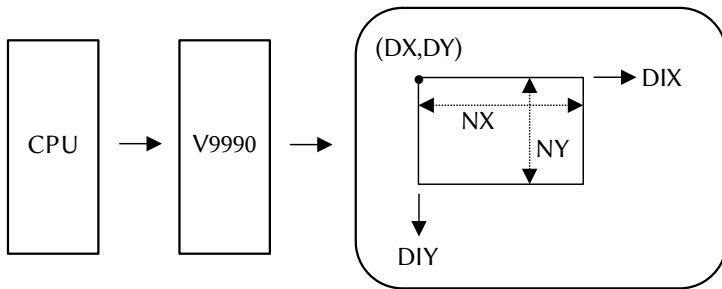 CPU
V9990
(DX,DY)
DIX
NX
NY
DIY